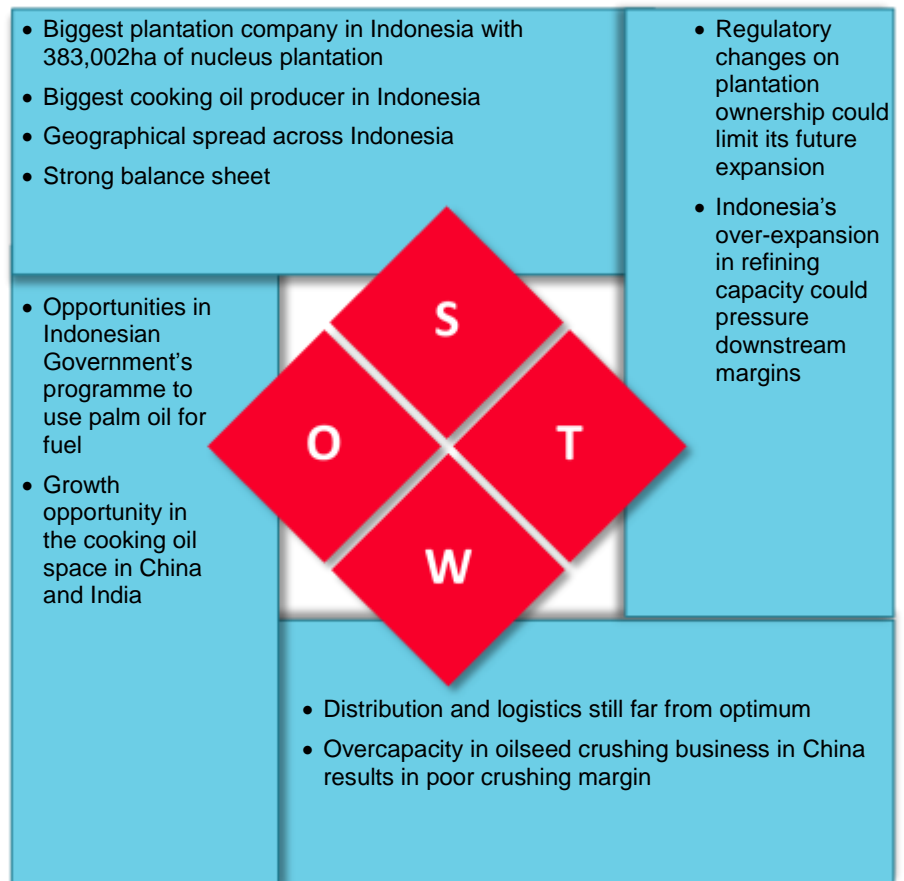 • Biggest plantation company in Indonesia with
383,002ha of nucleus plantation
• Biggest cooking oil producer in Indonesia
• Geographical spread across Indonesia
• Strong balance sheet
• Regulatory
changes on
plantation
ownership could
limit its future
expansion
• Indonesia's
over-expansion
in refining
capacity could
pressure
downstream
margins
• Opportunities in
Indonesian
Government's
programme to
use palm oil for
fuel
• Growth
opportunity in
the cooking oil
space in China
and India
S
O
T
W
• Distribution and logistics still far from optimum
• Overcapacity in oilseed crushing business in China
results in poor crushing margin